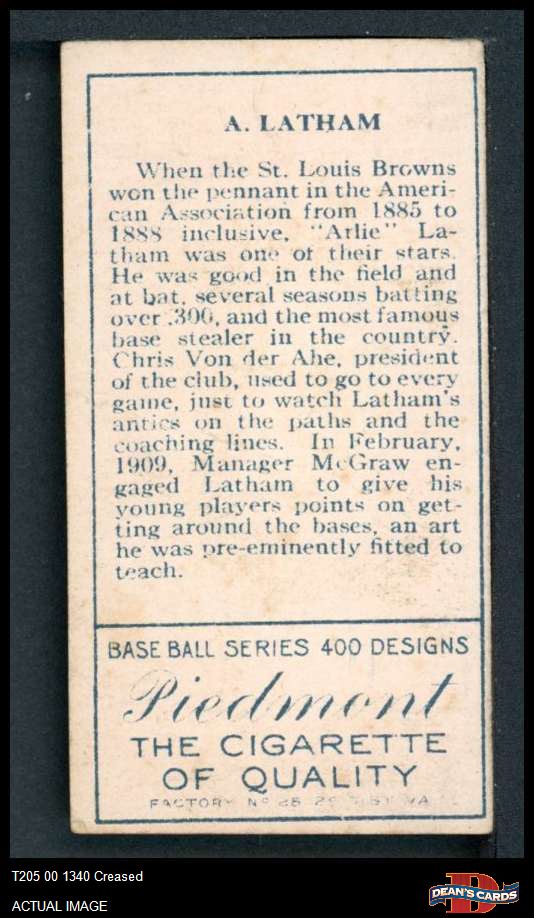 A. LATHAM
When the St. Louis Browns
won the pennant in the Ameri-
can Association from 1885 to
1888 inclusive, "Arlie" La-
tham was one of their stars.
He was good in the field and
at bat, several seasons batting
over .300, and the most famous
base stealer in the country.
Chris Von der Ahe, president
of the club, used to go to every
game, just to watch Latham's
antics on the paths and the
coaching lines. In February,
1909, Manager McGraw en-
gaged Latham to give his
young players points on get-
ting around the bases, an art
he was pre-eminently fitted to
teach.
BASE BALL SERIES 400 DESIGNS
Piedmont
THE CIGARETTE
OF QUALITY
FACTORY No 25 2D DIST. VA
T205 00 1340 Creased
ACTUAL IMAGE
D
DEAN'S CARDS